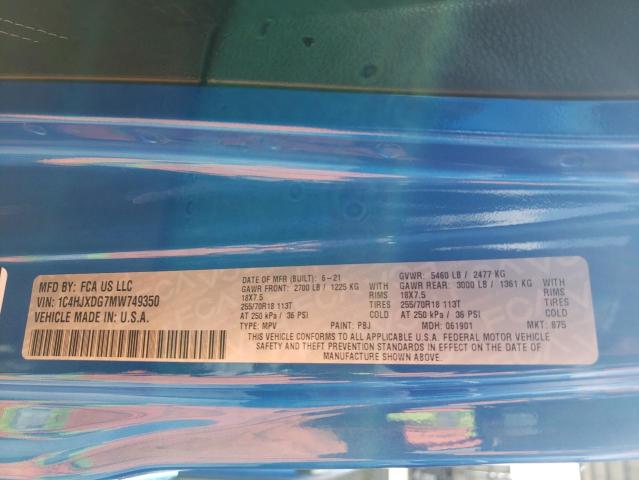 MFD BY: FCA US LLC
DATE OF MFR (BUILT): 6-21
GVWR: 5460 LB / 2477 KG
VIN: 1C4HJXDG7MW749350
GAWR FRONT: 2700 LB / 1225 KG
GAWR REAR: 3000 LB / 1361 KG
VEHICLE MADE IN: U.S.A.
18X7.5 RIMS
18X7.5 RIMS
255/70R18 113T TIRES
255/70R18 113T TIRES
AT 250 kPa / 36 PSI COLD
AT 250 kPa / 36 PSI COLD
TYPE: MPV PAINT: PBJ MDH: 061901 MKT: 875
THIS VEHICLE CONFORMS TO ALL APPLICABLE U.S.A. FEDERAL MOTOR VEHICLE
SAFETY AND THEFT PREVENTION STANDARDS IN EFFECT ON THE DATE OF
MANUFACTURE SHOWN ABOVE.